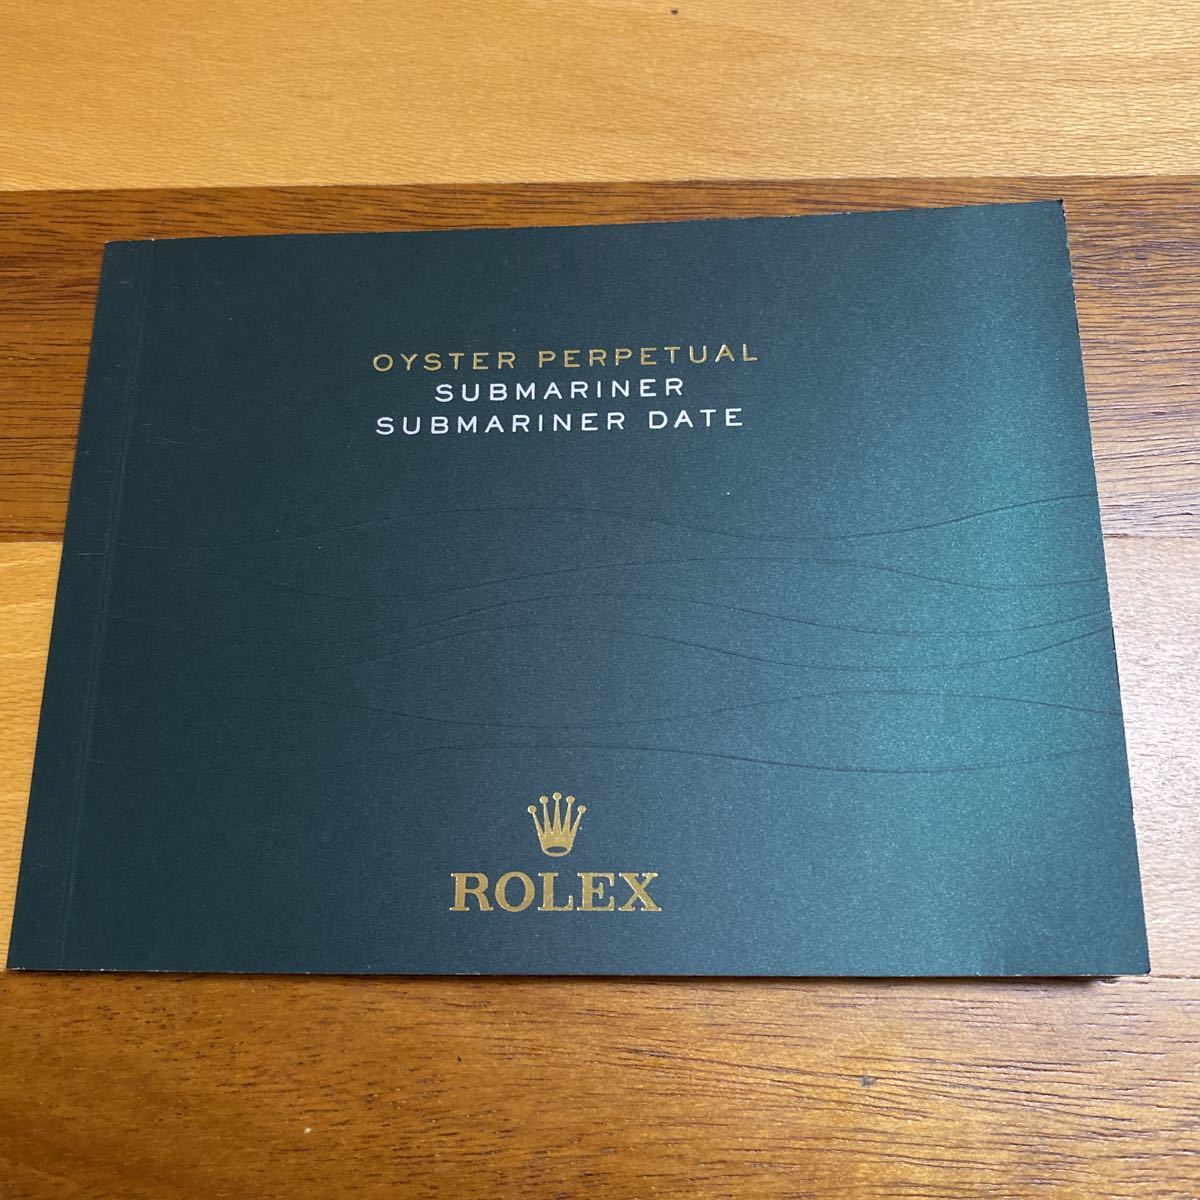 OYSTER PERPETUAL
SUBMARINER
SUBMARINER DATE
ROLEX